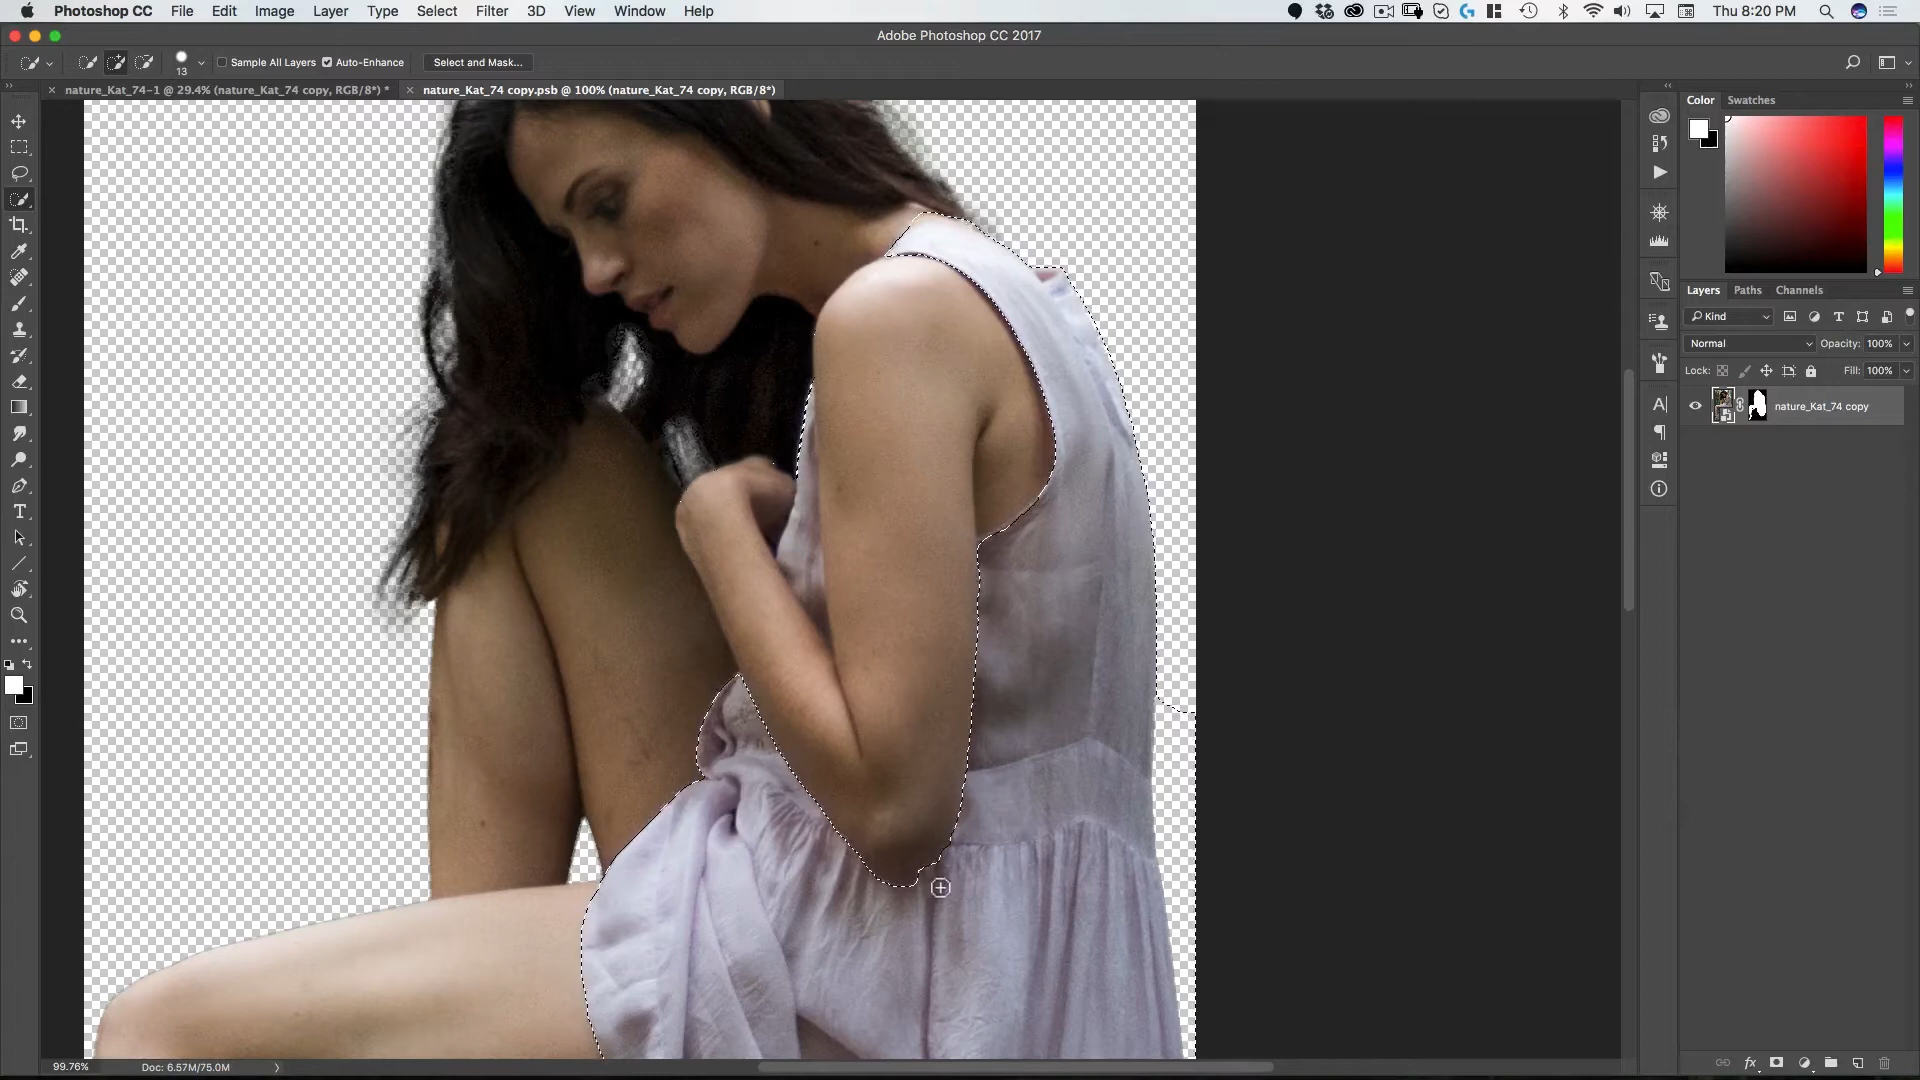 Photoshop CC File Edit Image Layer Type Select Filter 3D View Window Help Thu 8:20 PM
Adobe Photoshop CC 2017
13 Sample All Layers Auto-Enhance Select and Mask...
nature_Kat_74-1 @ 29.4% (nature_Kat_74 copy, RGB/8*) * nature_Kat_74 copy.psb @ 100% (nature_Kat_74 copy, RGB/8*)
Color Swatches
Layers Paths Channels
Kind
Normal Opacity: 100%
Lock: Fill: 100%
nature_Kat_74 copy
99.76% Doc: 6.57M/75.0M